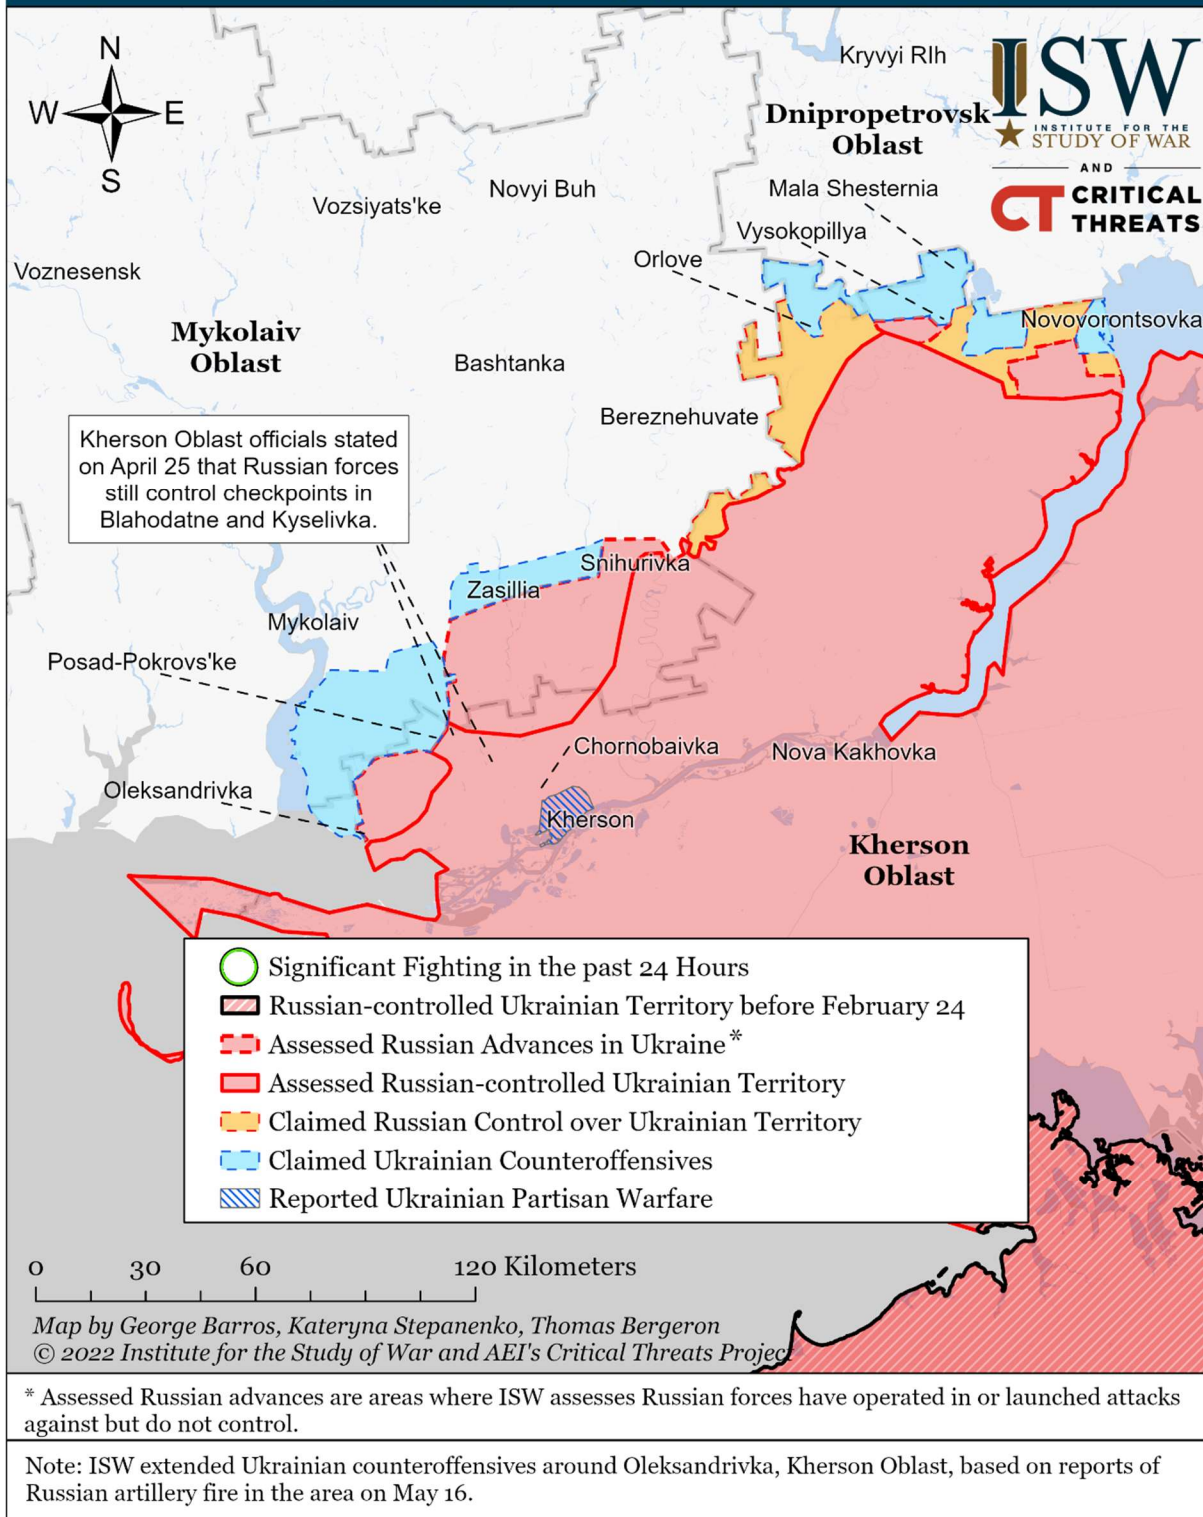 N
W
E
S
Kryvyi RIh
ISW
INSTITUTE FOR THE
STUDY OF WAR
AND
CT CRITICAL
THREATS
Dnipropetrovsk
Oblast
Mala Shesternia
Vysokopillya
Orlove
Novyi Buh
Vozsiyats'ke
Voznesensk
Mykolaiv
Oblast
Novovorontsovka
Bashtanka
Bereznehuvate
Kherson Oblast officials stated
on April 25 that Russian forces
still control checkpoints in
Blahodatne and Kyselivka.
Snihurivka
Zasillia
Mykolaiv
Posad-Pokrovs'ke
Chornobaivka
Nova Kakhovka
Oleksandrivka
Kherson
Kherson
Oblast
Significant Fighting in the past 24 Hours
Russian-controlled Ukrainian Territory before February 24
Assessed Russian Advances in Ukraine*
Assessed Russian-controlled Ukrainian Territory
Claimed Russian Control over Ukrainian Territory
Claimed Ukrainian Counteroffensives
Reported Ukrainian Partisan Warfare
0 30 60 120 Kilometers
Map by George Barros, Kateryna Stepanenko, Thomas Bergeron
© 2022 Institute for the Study of War and AEI's Critical Threats Project
* Assessed Russian advances are areas where ISW assesses Russian forces have operated in or launched attacks
against but do not control.
Note: ISW extended Ukrainian counteroffensives around Oleksandrivka, Kherson Oblast, based on reports of
Russian artillery fire in the area on May 16.